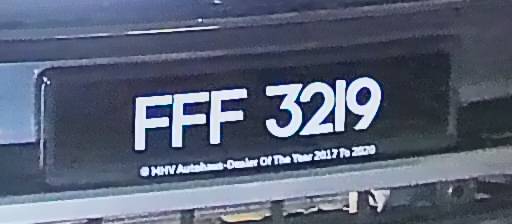 FFF 3219
@ MHV Autohaus-Dealer Of The Year 2017 To 2020